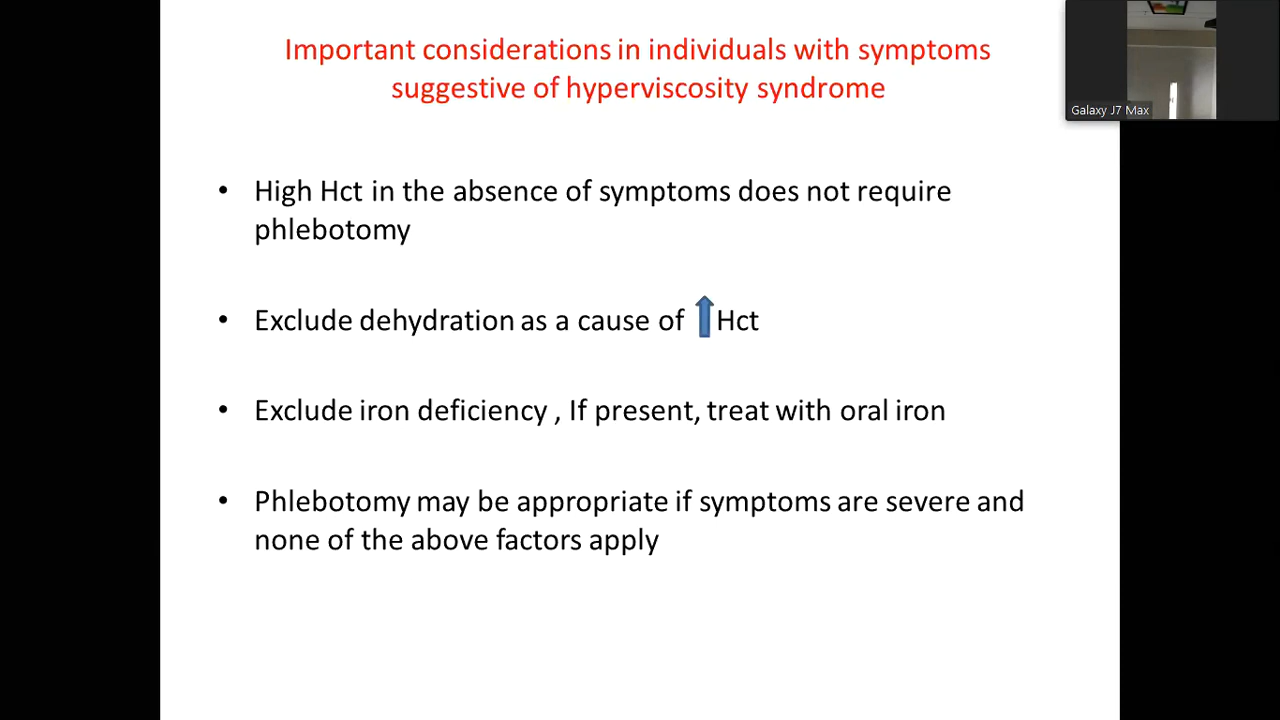 Important considerations in individuals with symptoms
suggestive of hyperviscosity syndrome
Galaxy J7 Max
• High Hct in the absence of symptoms does not require
phlebotomy
• Exclude dehydration as a cause of Hct
• Exclude iron deficiency , If present, treat with oral iron
• Phlebotomy may be appropriate if symptoms are severe and
none of the above factors apply